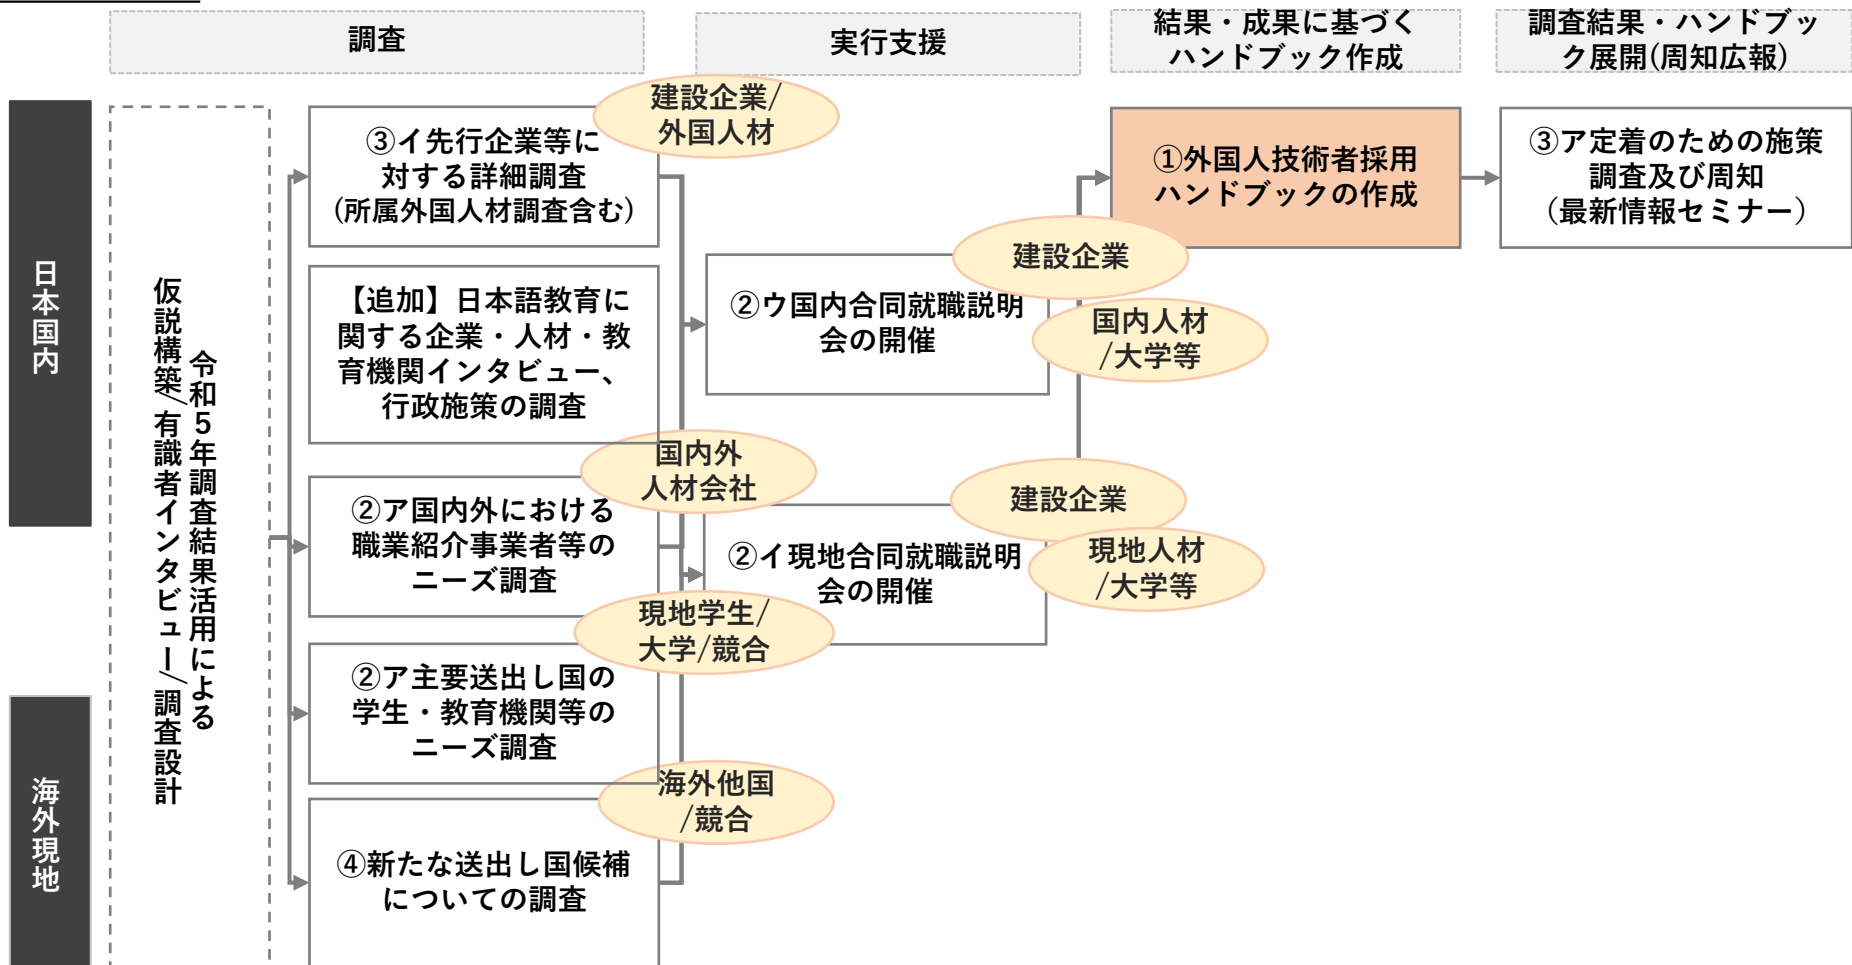 調査
実行支援
結果・成果に基づく
ハンドブック作成
調査結果・ハンドブッ
ク展開(周知広報)
日本国内
海外現地
令和5年調査結果活用による
仮説構築/有識者インタビュー/調査設計
③イ先行企業等に
対する詳細調査
(所属外国人材調査含む)
建設企業/
外国人材
【追加】日本語教育に
関する企業・人材・教
育機関インタビュー、
行政施策の調査
②ア国内外における
職業紹介事業者等の
ニーズ調査
国内外
人材会社
②ア主要送出し国の
学生・教育機関等の
ニーズ調査
現地学生/
大学/競合
④新たな送出し国候補
についての調査
海外他国
/競合
②ウ国内合同就職説明
会の開催
建設企業
国内人材
/大学等
②イ現地合同就職説明
会の開催
建設企業
現地人材
/大学等
①外国人技術者採用
ハンドブックの作成
③ア定着のための施策
調査及び周知
（最新情報セミナー）